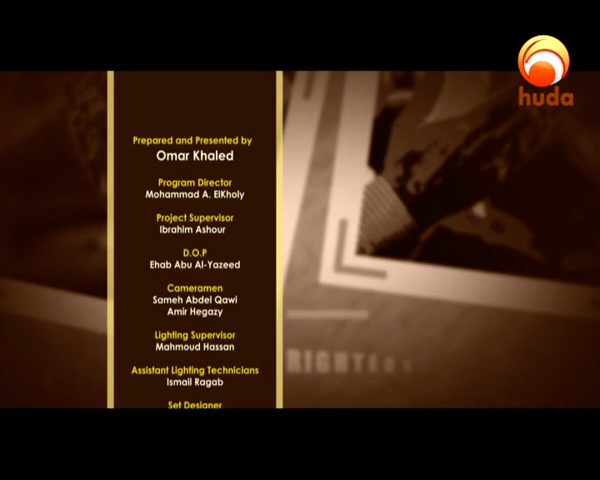 huda
Prepared and Presented by
Omar Khaled
Program Director
Mohammad A. ElKholy
Project Supervisor
Ibrahim Ashour
D.O.P
Ehab Abu Al-Yazeed
Cameramen
Sameh Abdel Qawi
Amir Hegazy
Lighting Supervisor
Mahmoud Hassan
Assistant Lighting Technicians
Ismail Ragab
Set Designer